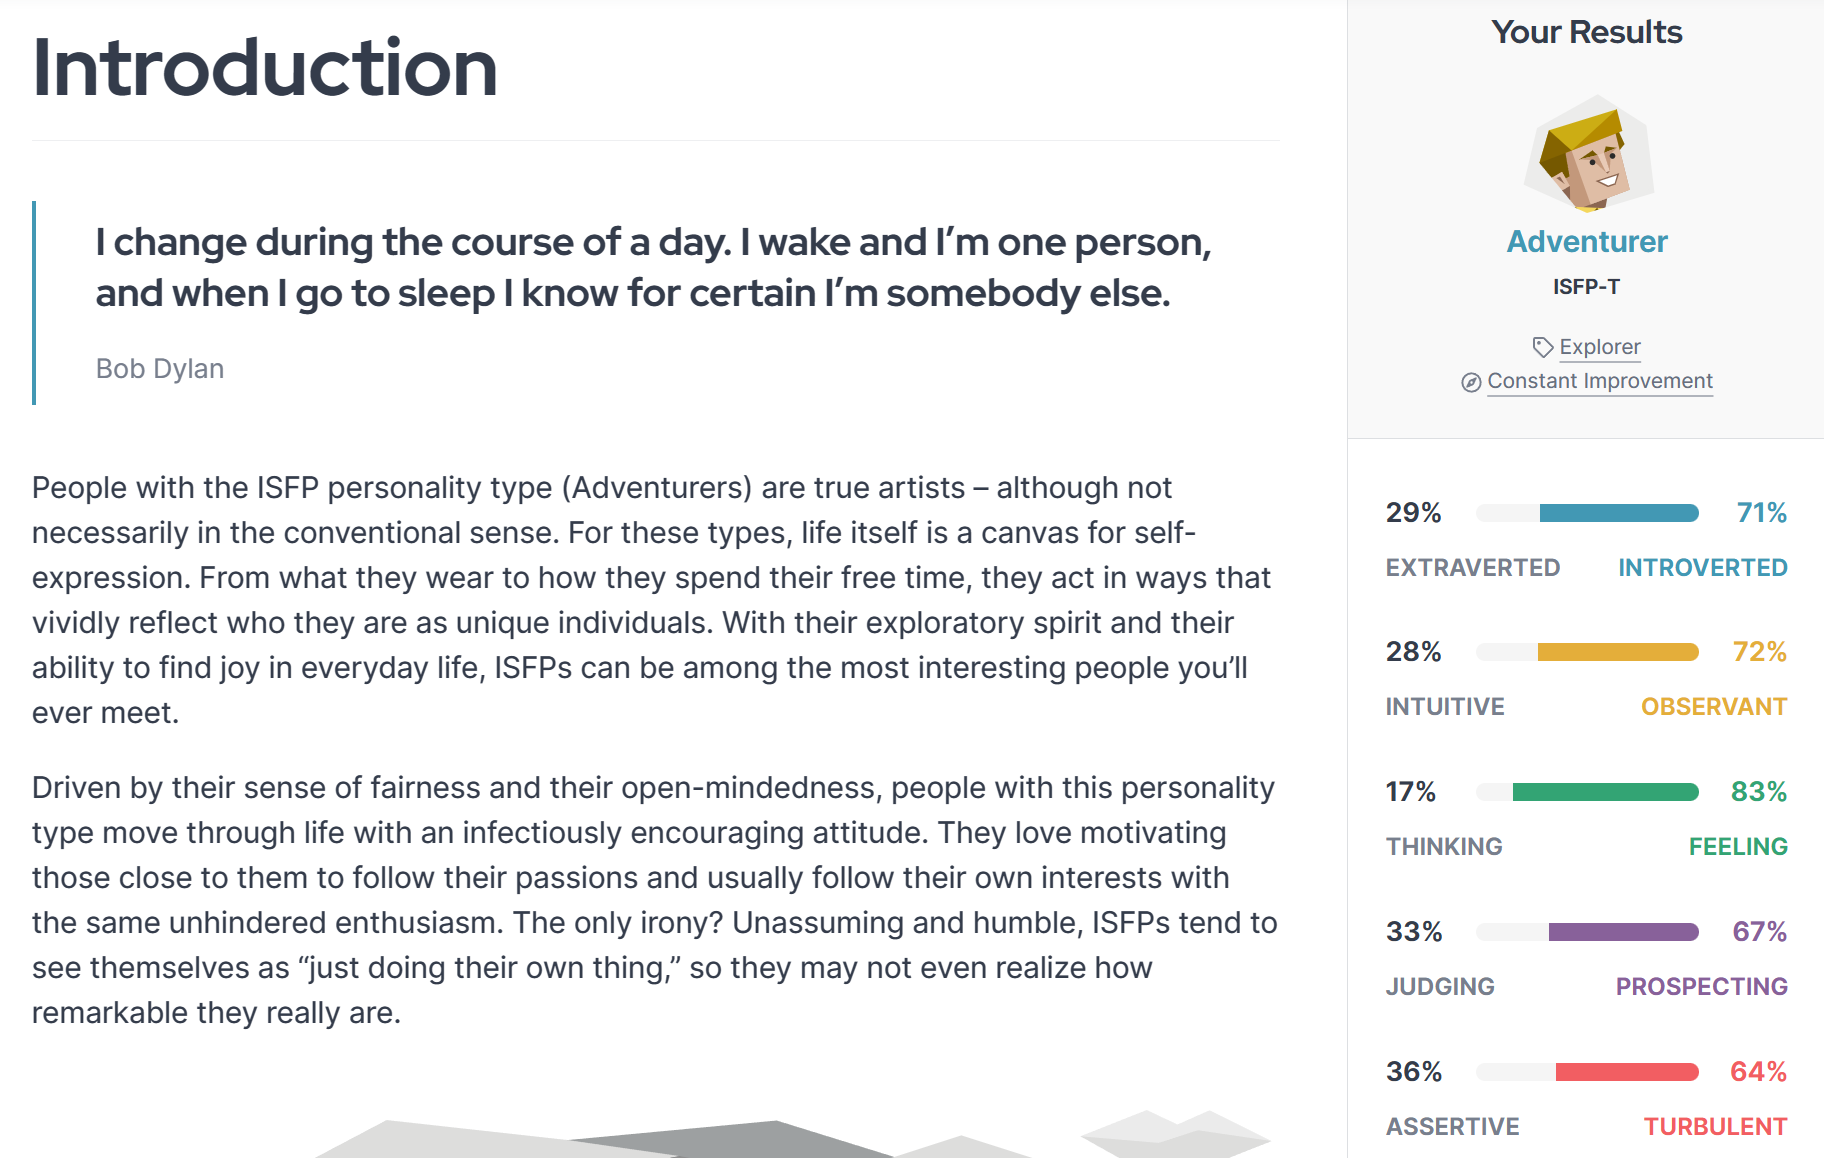 Introduction
I change during the course of a day. I wake and I’m one person,
and when I go to sleep I know for certain I’m somebody else.
Bob Dylan
People with the ISFP personality type (Adventurers) are true artists – although not
necessarily in the conventional sense. For these types, life itself is a canvas for self-
expression. From what they wear to how they spend their free time, they act in ways that
vividly reflect who they are as unique individuals. With their exploratory spirit and their
ability to find joy in everyday life, ISFPs can be among the most interesting people you’ll
ever meet.
Driven by their sense of fairness and their open-mindedness, people with this personality
type move through life with an infectiously encouraging attitude. They love motivating
those close to them to follow their passions and usually follow their own interests with
the same unhindered enthusiasm. The only irony? Unassuming and humble, ISFPs tend to
see themselves as “just doing their own thing,” so they may not even realize how
remarkable they really are.
Your Results
Adventurer
ISFP-T
Explorer
Constant Improvement
29% 71%
EXTRAVERTED INTROVERTED
28% 72%
INTUITIVE OBSERVANT
17% 83%
THINKING FEELING
33% 67%
JUDGING PROSPECTING
36% 64%
ASSERTIVE TURBULENT